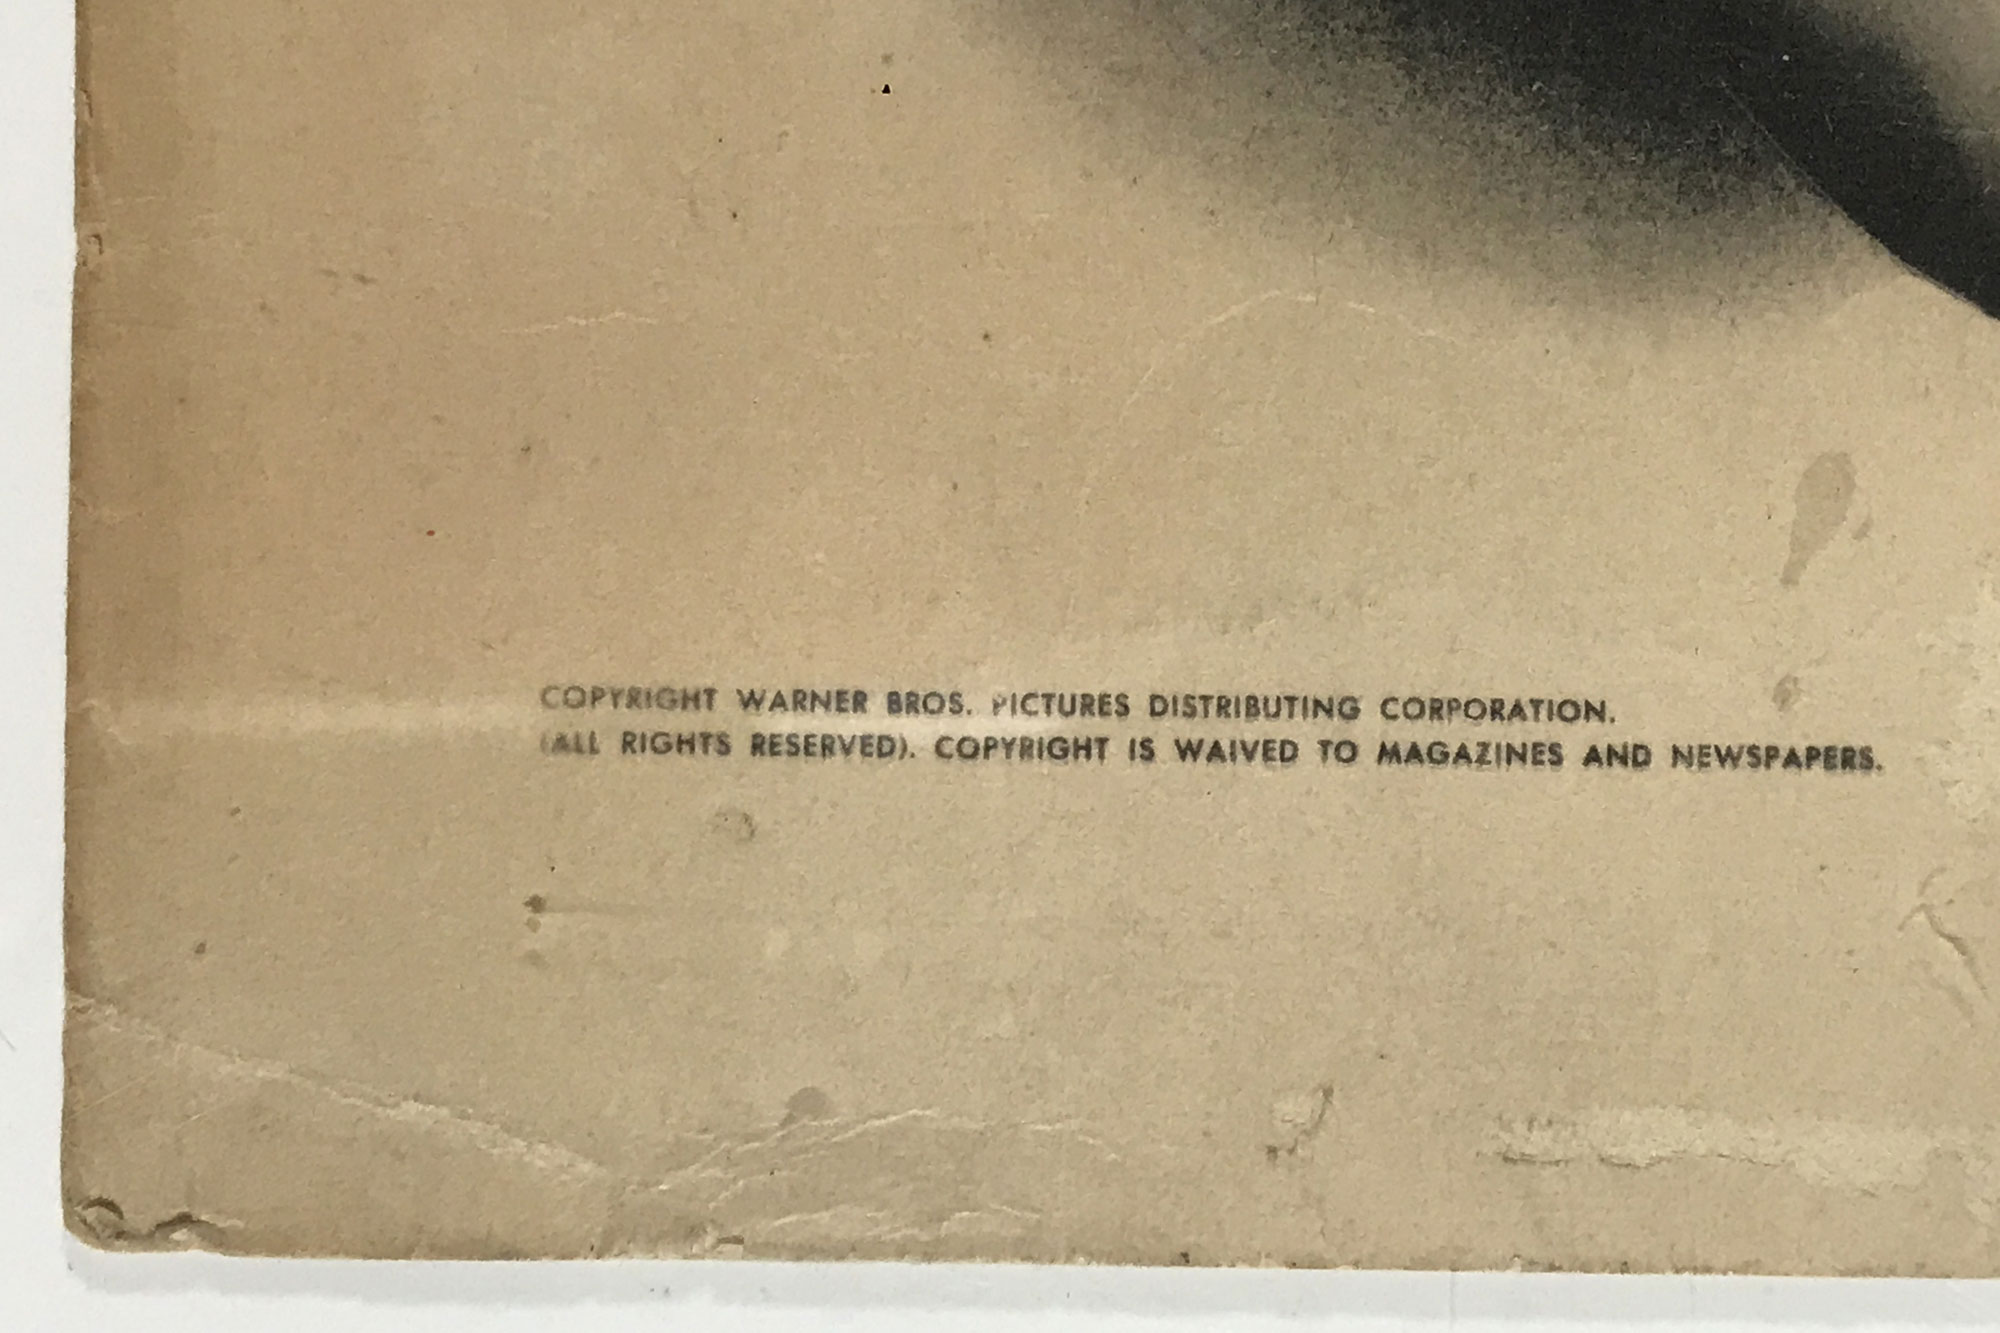 COPYRIGHT WARNER BROS. PICTURES DISTRIBUTING CORPORATION.
(ALL RIGHTS RESERVED). COPYRIGHT IS WAIVED TO MAGAZINES AND NEWSPAPERS.